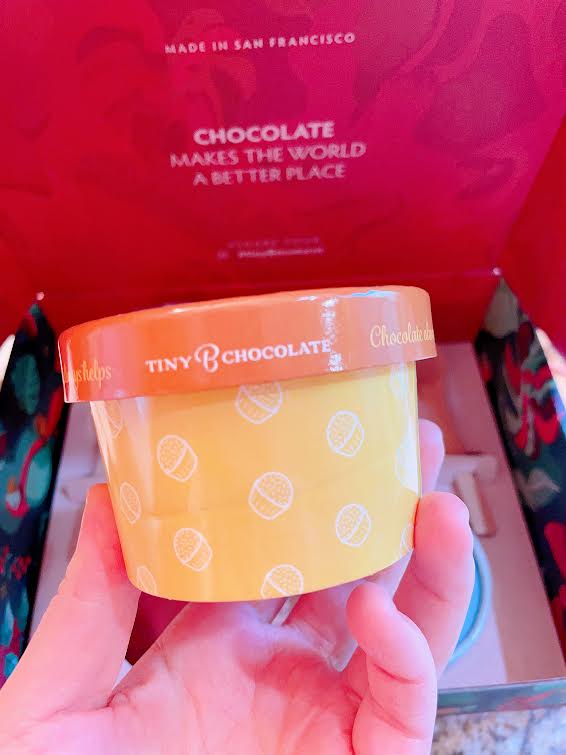 MADE IN SAN FRANCISCO
CHOCOLATE
MAKES THE WORLD
A BETTER PLACE
helps
TINY B CHOCOLATE
Chocolate